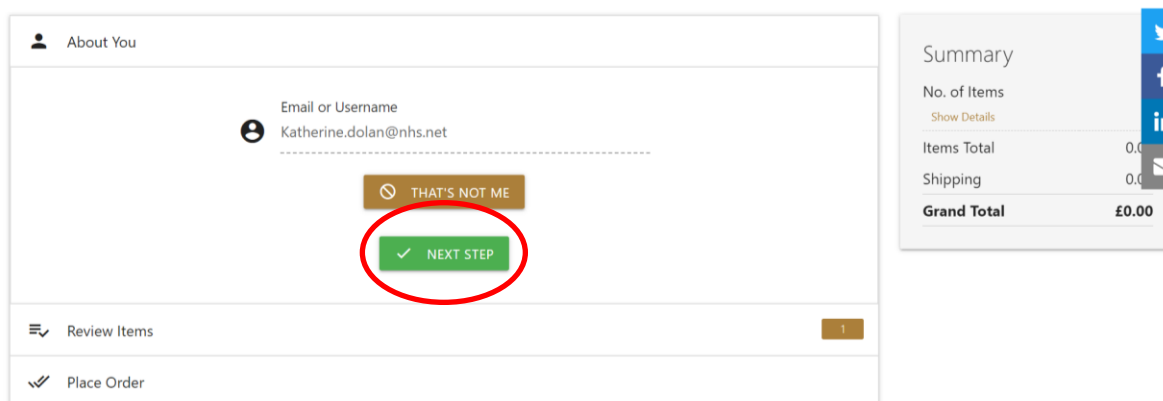 About You
Email or Username
Katherine.dolan@nhs.net
THAT'S NOT ME
NEXT STEP
Review Items
1
Place Order
Summary
No. of Items
Show Details
Items Total
Shipping
Grand Total £0.00